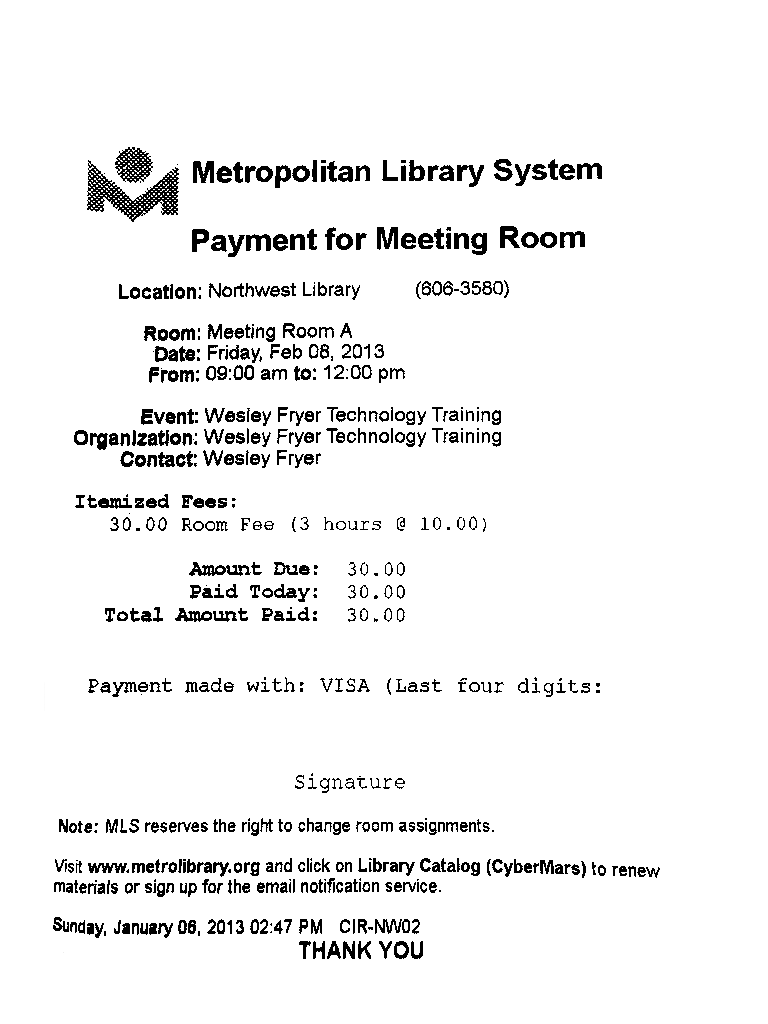 Metropolitan Library System
Payment for Meeting Room
Location: Northwest Library (606-3580)
Room: Meeting Room A
Date: Friday, Feb 08, 2013
From: 09:00 am to: 12:00 pm
Event: Wesley Fryer Technology Training
Organization: Wesley Fryer Technology Training
Contact: Wesley Fryer
Itemized Fees:
30.00 Room Fee (3 hours @ 10.00)
Amount Due: 30.00
Paid Today: 30.00
Total Amount Paid: 30.00
Payment made with: VISA (Last four digits:
Signature
Note: MLS reserves the right to change room assignments.
Visit www.metrolibrary.org and click on Library Catalog (CyberMars) to renew
materials or sign up for the email notification service.
Sunday, January 06, 2013 02:47 PM CIR-NW02
THANK YOU